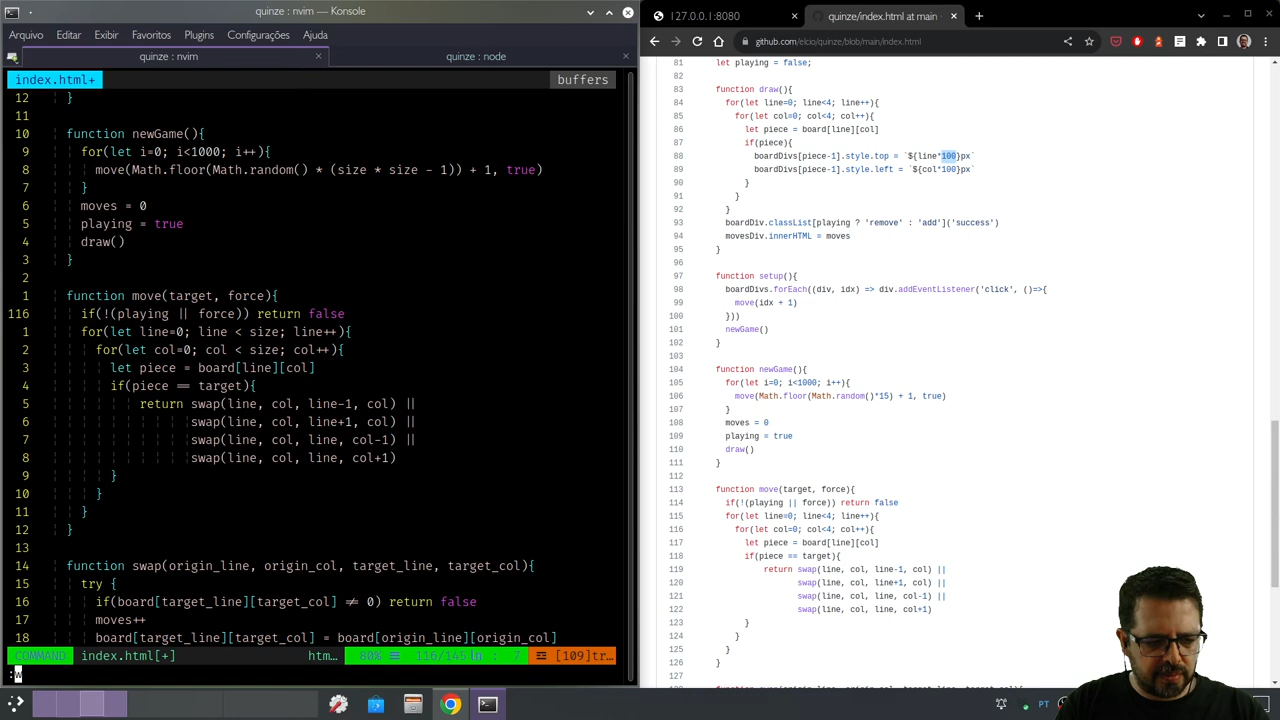 quinze : nvim — Konsole
Arquivo Editar Exibir Favoritos Plugins Configurações Ajuda
quinze : nvim
quinze : node
index.html+
buffers
12 }
11
10 function newGame(){
9 for(let i=0; i<1000; i++){
8 move(Math.floor(Math.random() * (size * size - 1)) + 1, true)
7 }
6 moves = 0
5 playing = true
4 draw()
3 }
2
1 function move(target, force){
116 if(!(playing || force)) return false
1 for(let line=0; line < size; line++){
2 for(let col=0; col < size; col++){
3 let piece = board[line][col]
4 if(piece == target){
5 return swap(line, col, line-1, col) ||
6 swap(line, col, line+1, col) ||
7 swap(line, col, line, col-1) ||
8 swap(line, col, line, col+1)
9 }
10 }
11 }
12 }
13
14 function swap(origin_line, origin_col, target_line, target_col){
15 try {
16 if(board[target_line][target_col] ≠ 0) return false
17 moves++
18 board[target_line][target_col] = board[origin_line][origin_col]
COMMAND index.html[+] htm… 80% 116/145 : 7 [109]tr…
:w
127.0.0.1:8080
quinze/index.html at main ·
github.com/elcio/quinze/blob/main/index.html
81 let playing = false;
82
83 function draw(){
84 for(let line=0; line<4; line++){
85 for(let col=0; col<4; col++){
86 let piece = board[line][col]
87 if(piece){
88 boardDivs[piece-1].style.top = `${line*100}px`
89 boardDivs[piece-1].style.left = `${col*100}px`
90 }
91 }
92 }
93 boardDiv.classList[playing ? 'remove' : 'add']('success')
94 movesDiv.innerHTML = moves
95 }
96
97 function setup(){
98 boardDivs.forEach((div, idx) => div.addEventListener('click', ()=>{
99 move(idx + 1)
100 }))
101 newGame()
102 }
103
104 function newGame(){
105 for(let i=0; i<1000; i++){
106 move(Math.floor(Math.random()*15) + 1, true)
107 }
108 moves = 0
109 playing = true
110 draw()
111 }
112
113 function move(target, force){
114 if(!(playing || force)) return false
115 for(let line=0; line<4; line++){
116 for(let col=0; col<4; col++){
117 let piece = board[line][col]
118 if(piece == target){
119 return swap(line, col, line-1, col) ||
120 swap(line, col, line+1, col) ||
121 swap(line, col, line, col-1) ||
122 swap(line, col, line, col+1)
123 }
124 }
125 }
126 }
127
PT